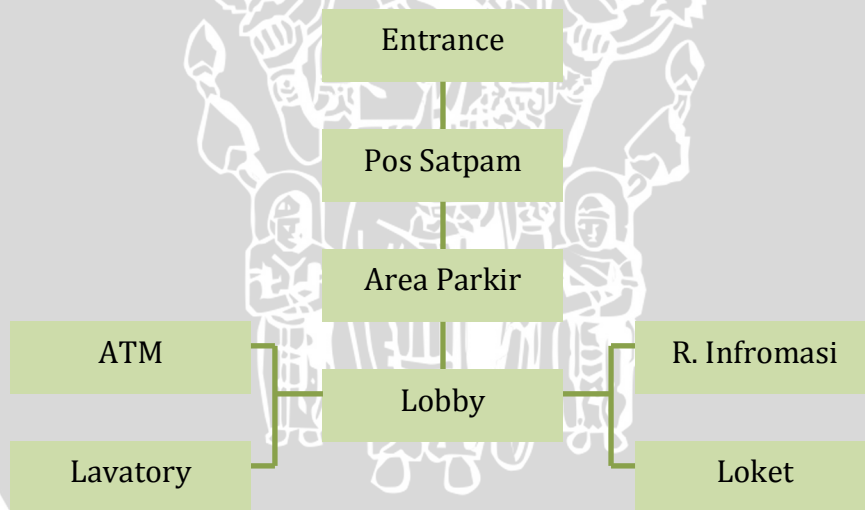 Entrance
Pos Satpam
Area Parkir
ATM
R. Infromasi
Lobby
Lavatory
Loket